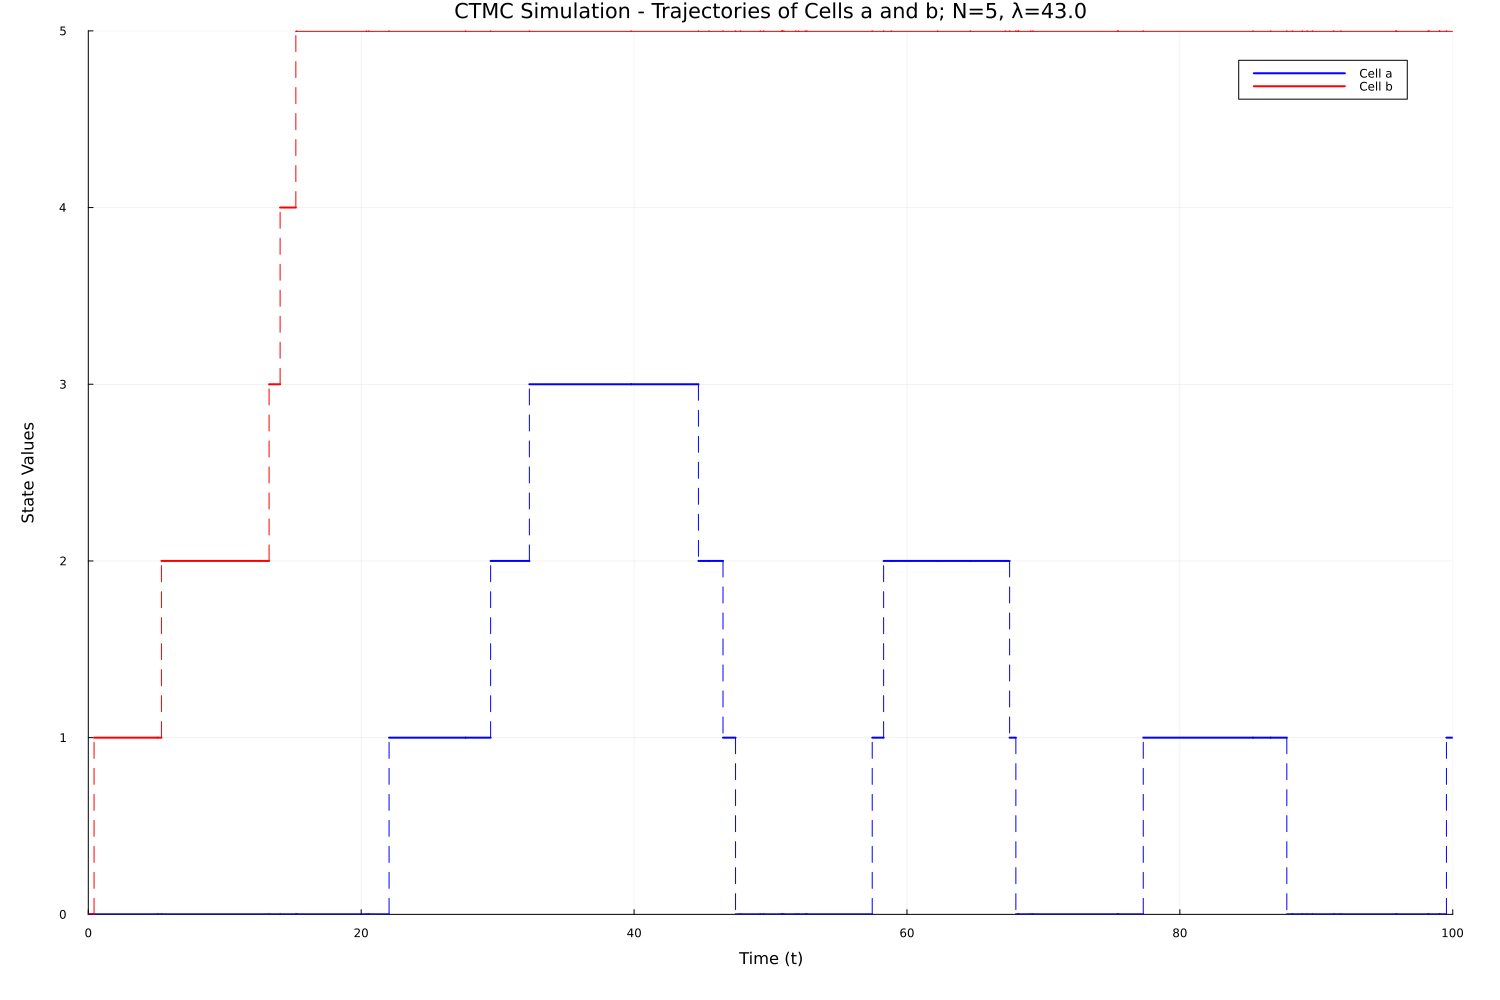 CTMC Simulation - Trajectories of Cells a and b; N=5, λ=43.0
5
Cell a
Cell b
4
3
State Values
2
1
0
0 20 40 60 80 100
Time (t)